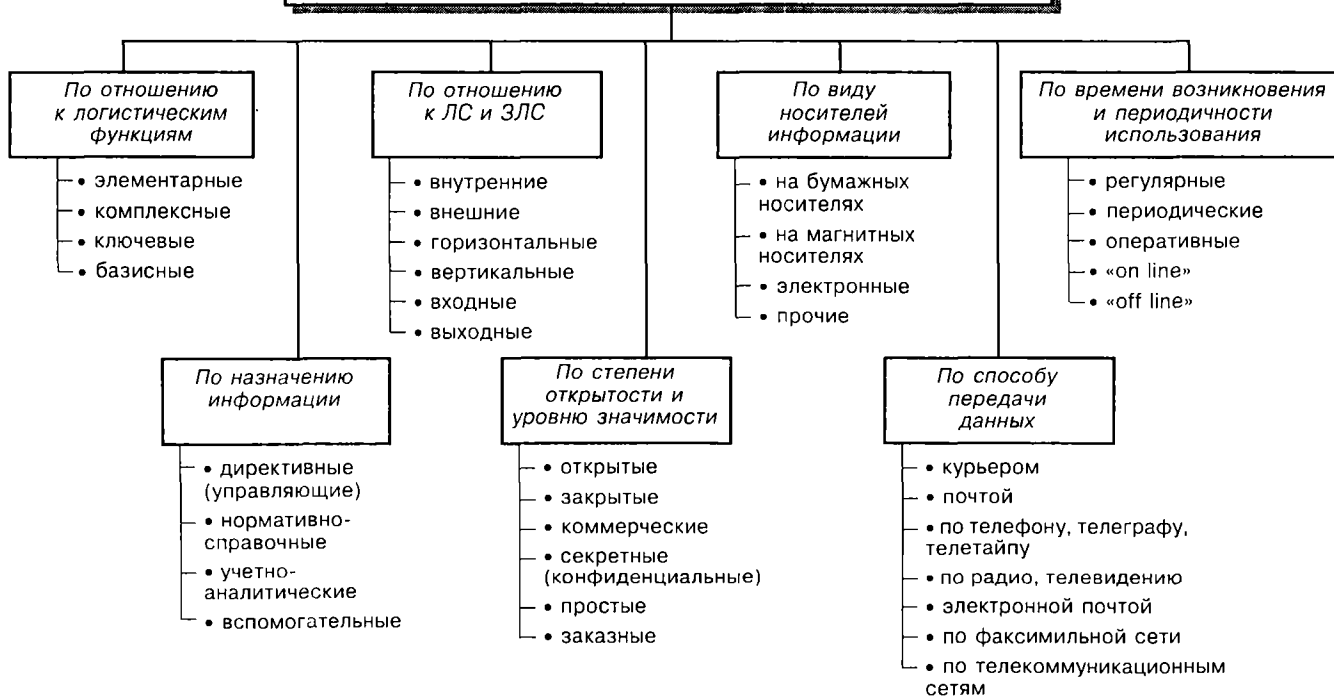 По отношению
к логистическим
функциям
• элементарные
• комплексные
• ключевые
• базисные
По отношению
к ЛС и ЗЛС
• внутренние
• внешние
• горизонтальные
• вертикальные
• входные
• выходные
По виду
носителей
информации
• на бумажных
носителях
• на магнитных
носителях
• электронные
• прочие
По времени возникновения
и периодичности
использования
• регулярные
• периодические
• оперативные
• «on line»
• «off line»
По назначению
информации
• директивные
(управляющие)
• нормативно-
справочные
• учетно-
аналитические
• вспомогательные
По степени
открытости и
уровню значимости
• открытые
• закрытые
• коммерческие
• секретные
(конфиденциальные)
• простые
• заказные
По способу
передачи
данных
• курьером
• почтой
• по телефону, телеграфу,
телетайпу
• по радио, телевидению
• электронной почтой
• по факсимильной сети
• по телекоммуникационным
сетям